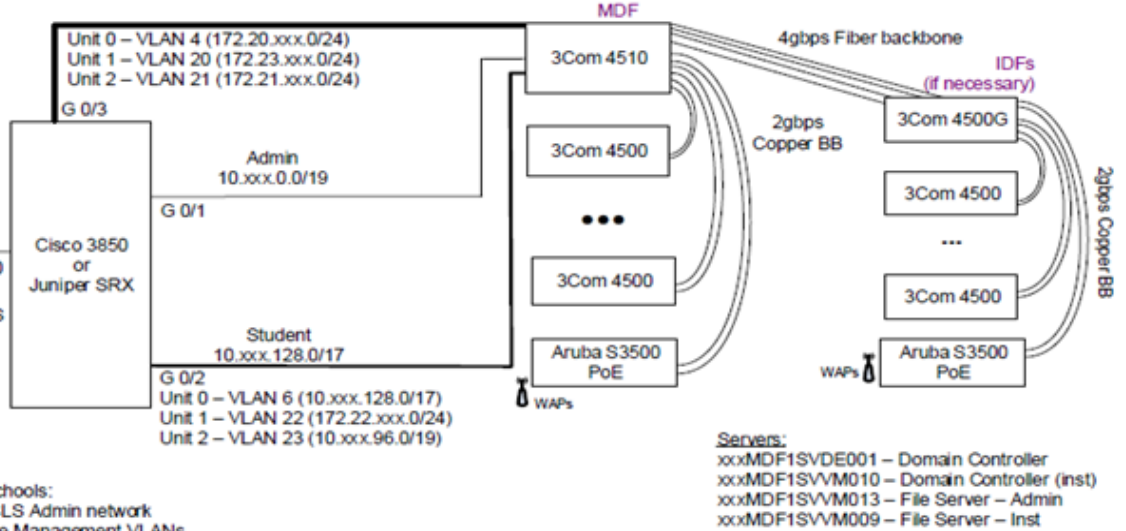 MDF
Unit 0 – VLAN 4 (172.20.xxx.0/24)
Unit 1 – VLAN 20 (172.23.xxx.0/24)
Unit 2 – VLAN 21 (172.21.xxx.0/24)
G 0/3
3Com 4510
4gbps Fiber backbone
IDFs
(if necessary)
3Com 4500G
2gbps
Copper BB
3Com 4500
Admin
10.xxx.0.0/19
G 0/1
3Com 4500
2gbps Copper BB
●●●
...
Cisco 3850
or
Juniper SRX
3Com 4500
3Com 4500
Student
10.xxx.128.0/17
Aruba S3500
PoE
WAPs
Aruba S3500
PoE
WAPs
G 0/2
Unit 0 – VLAN 6 (10.xxx.128.0/17)
Unit 1 – VLAN 22 (172.22.xxx.0/24)
Unit 2 – VLAN 23 (10.xxx.96.0/19)
Servers:
xxxMDF1SVDE001 – Domain Controller
xxxMDF1SVVM010 – Domain Controller (inst)
xxxMDF1SVVM013 – File Server – Admin
xxxMDF1SVVM009 – File Server – Inst
chools:
LS Admin network
Management VLANs